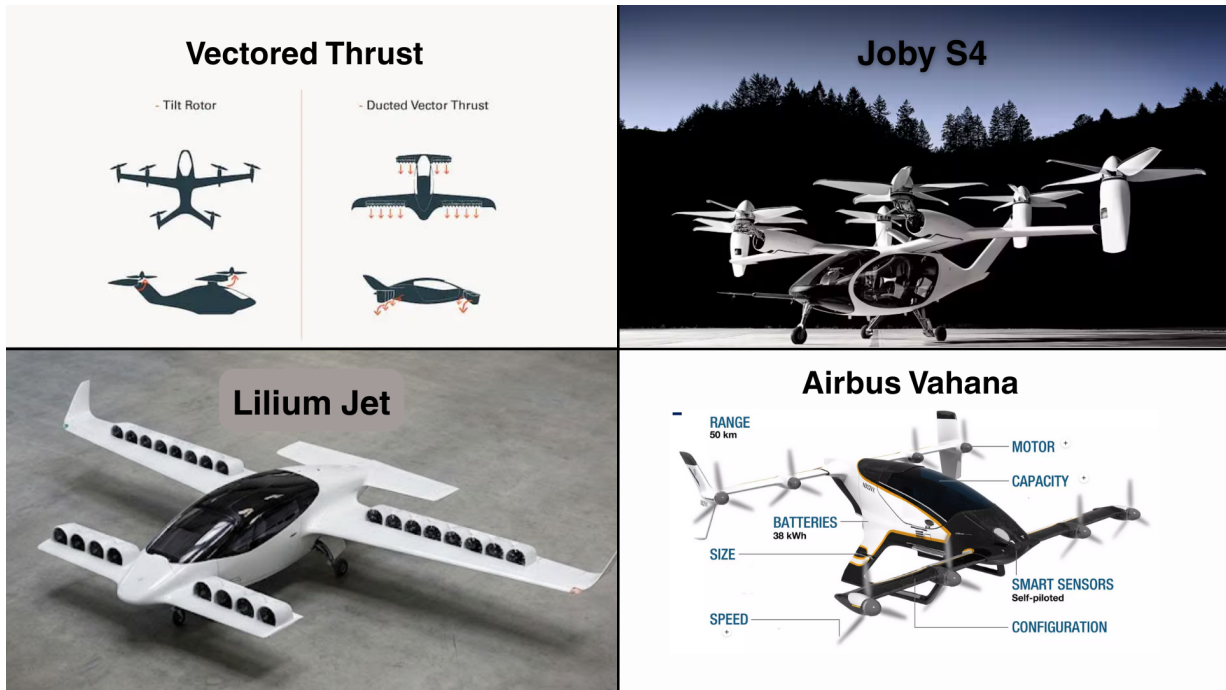 Vectored Thrust
- Tilt Rotor
- Ducted Vector Thrust
Joby S4
Lilium Jet
Airbus Vahana
RANGE
50 km
MOTOR
CAPACITY
BATTERIES
38 kWh
SIZE
SMART SENSORS
Self-piloted
SPEED
CONFIGURATION